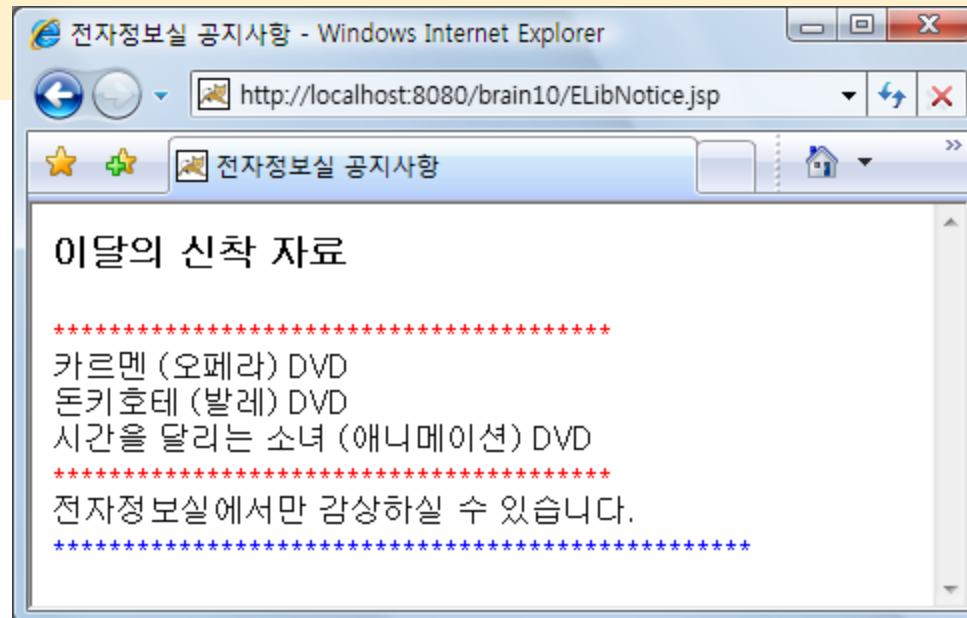 전자정보실 공지사항 - Windows Internet Explorer
http://localhost:8080/brain10/ELibNotice.jsp
전자정보실 공지사항
이달의 신착 자료
****************************************
카르멘 (오페라) DVD
돈키호테 (발레) DVD
시간을 달리는 소녀 (애니메이션) DVD
****************************************
전자정보실에서만 감상하실 수 있습니다.
**************************************************